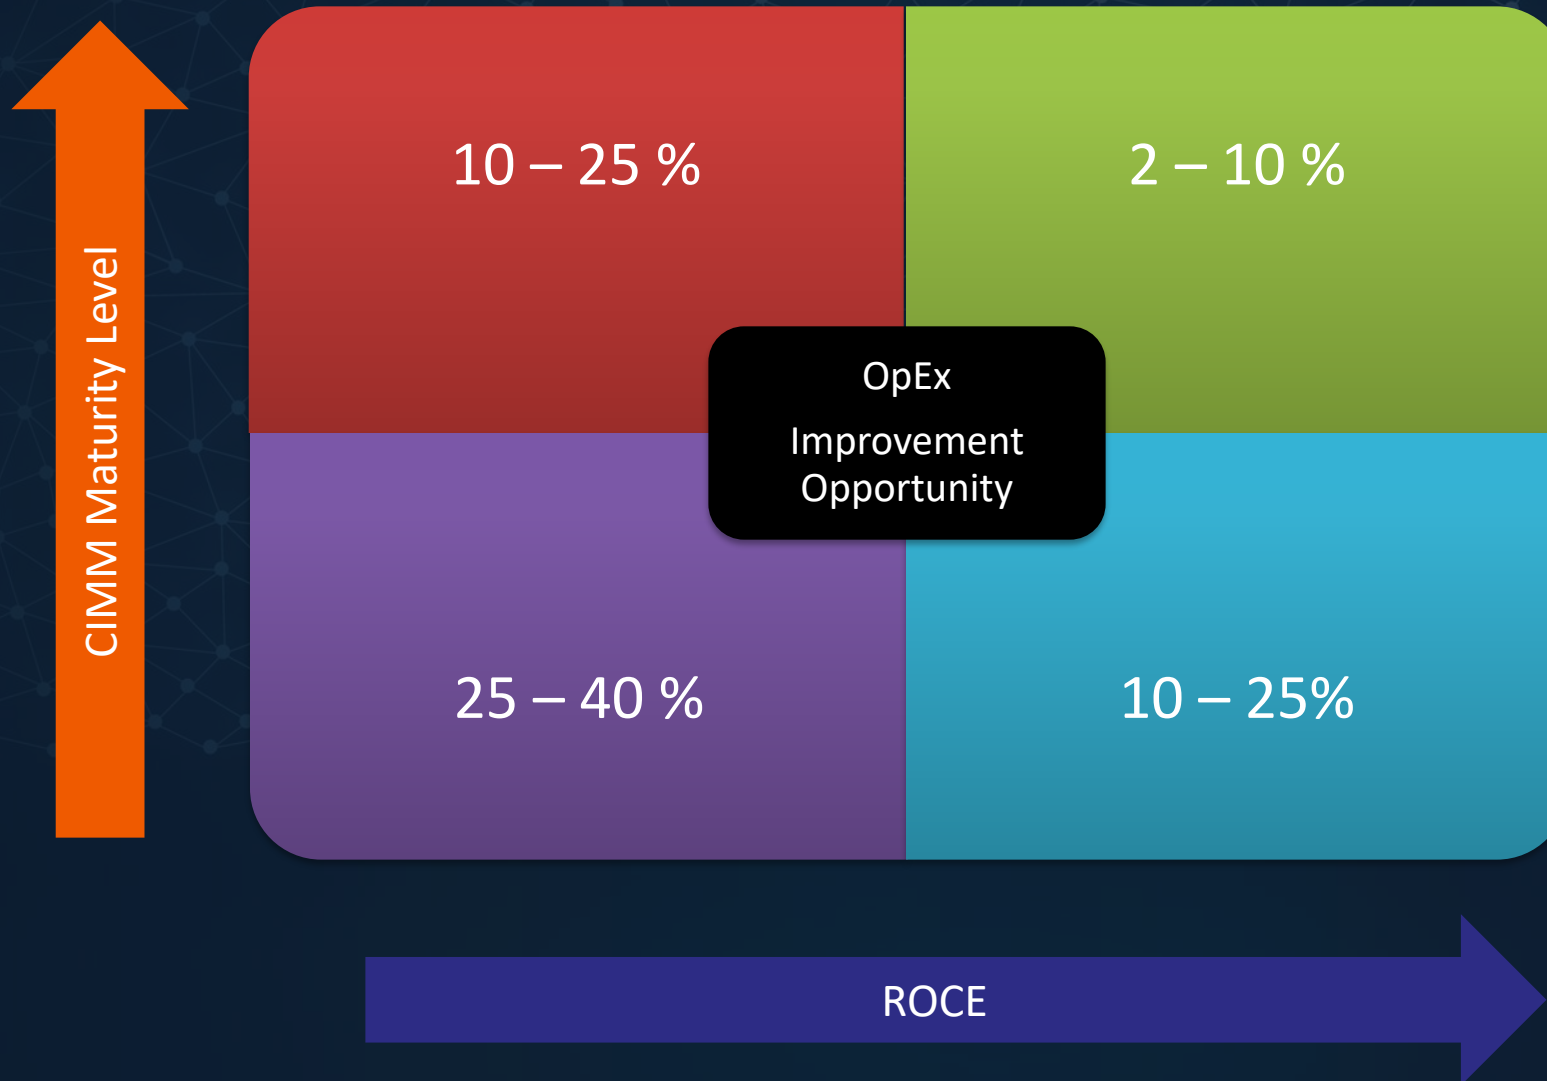 10 – 25 %
2 – 10 %
CIMM Maturity Level
OpEx
Improvement
Opportunity
25 – 40 %
10 – 25%
ROCE